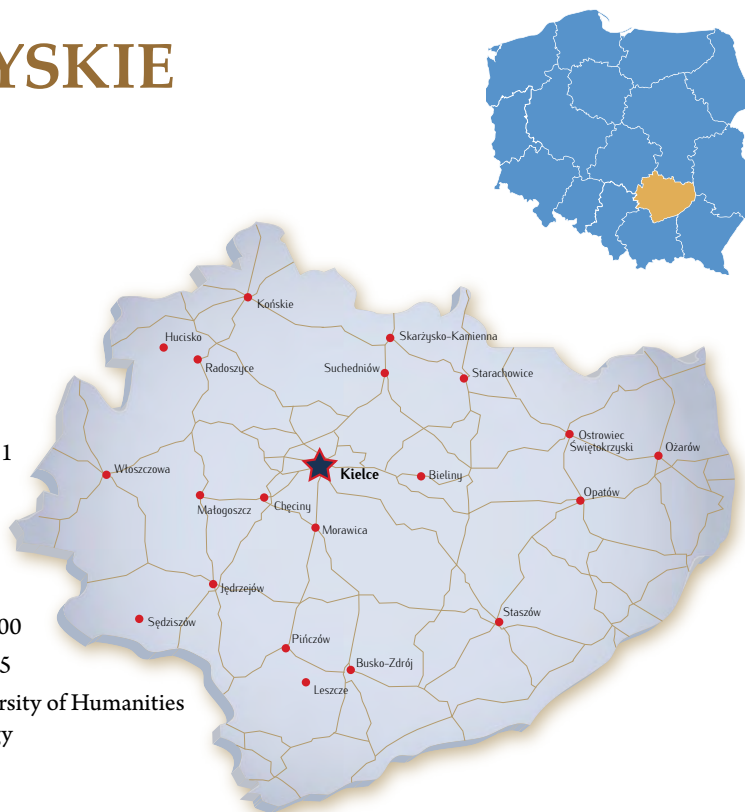 YSKIE
Końskie
Hucisko
Skarżysko-Kamienna
Radoszyce
Suchedniów
Starachowice
Ostrowiec
Świętokrzyski
Ożarów
1
Włoszczowa
Kielce
Bieliny
Opatów
Małogoszcz
Chęciny
Morawica
Jędrzejów
Sędziszów
Staszów
00
Pińczów
5
Busko-Zdrój
Leszcze
rsity of Humanities
y